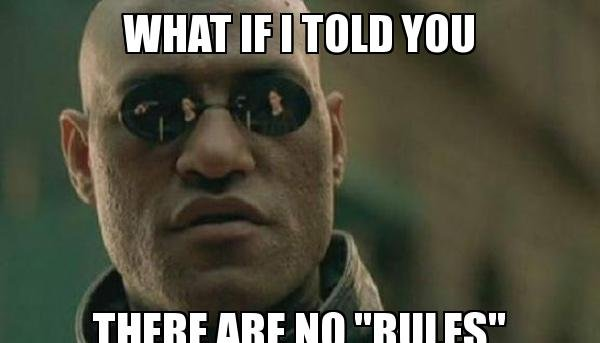 WHAT IF I TOLD YOU
THERE ARE NO "RULES"